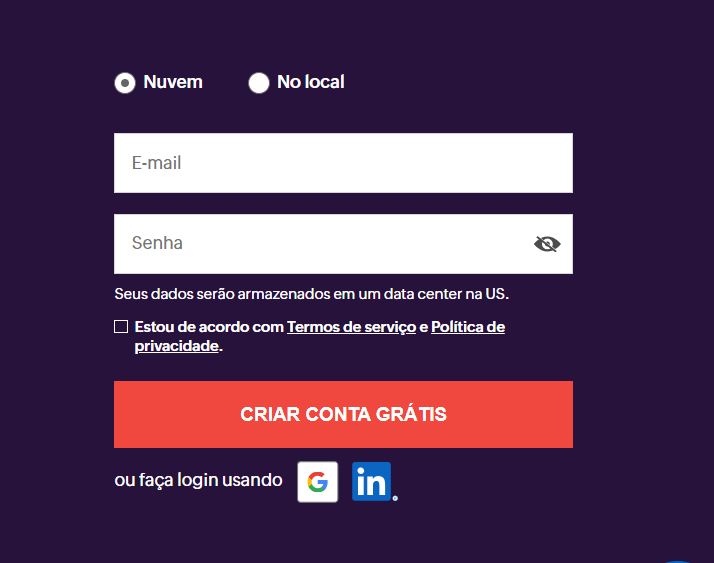 Nuvem No local
E-mail
Senha
Seus dados serão armazenados em um data center na US.
Estou de acordo com Termos de serviço e Política de
privacidade.
CRIAR CONTA GRÁTIS
ou faça login usando G in